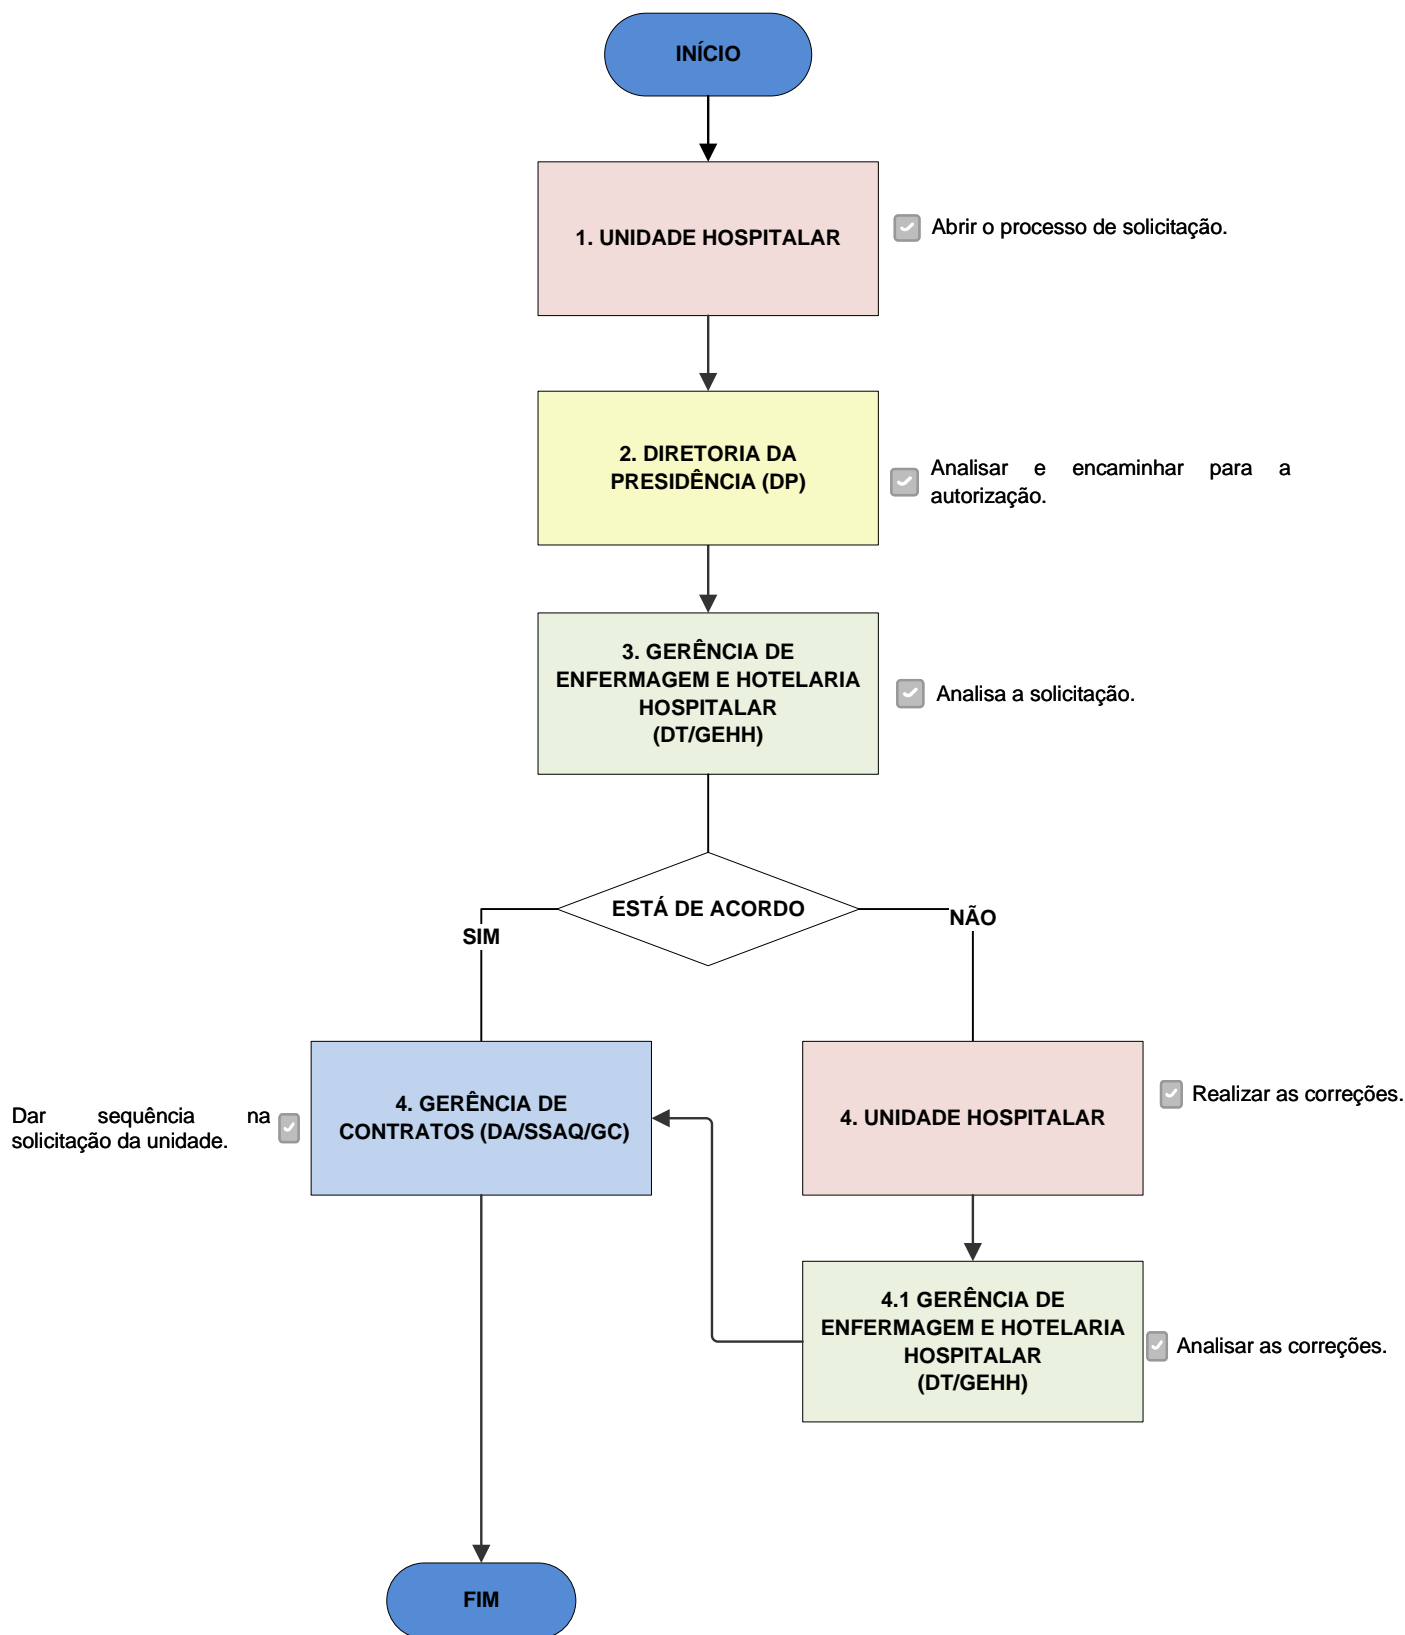 INÍCIO
1. UNIDADE HOSPITALAR
Abrir o processo de solicitação.
2. DIRETORIA DA
PRESIDÊNCIA (DP)
Analisar e encaminhar para a
autorização.
3. GERÊNCIA DE
ENFERMAGEM E HOTELARIA
HOSPITALAR
(DT/GEHH)
Analisa a solicitação.
ESTÁ DE ACORDO
SIM
NÃO
Dar sequência na
solicitação da unidade.
4. GERÊNCIA DE
CONTRATOS (DA/SSAQ/GC)
4. UNIDADE HOSPITALAR
Realizar as correções.
4.1 GERÊNCIA DE
ENFERMAGEM E HOTELARIA
HOSPITALAR
(DT/GEHH)
Analisar as correções.
FIM